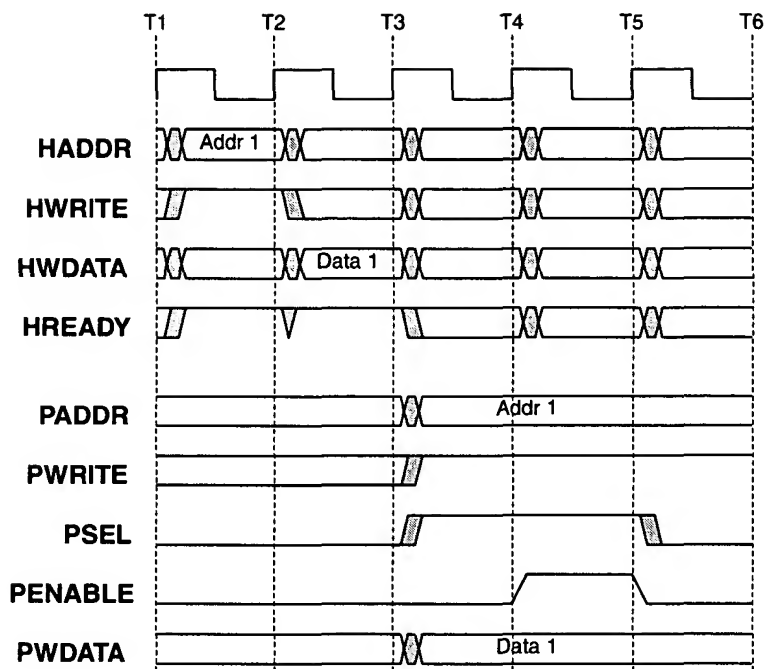 T1 T2 T3 T4 T5 T6
HADDR Addr 1
HWRITE
HWDATA Data 1
HREADY
PADDR Addr 1
PWRITE
PSEL
PENABLE
PWDATA Data 1